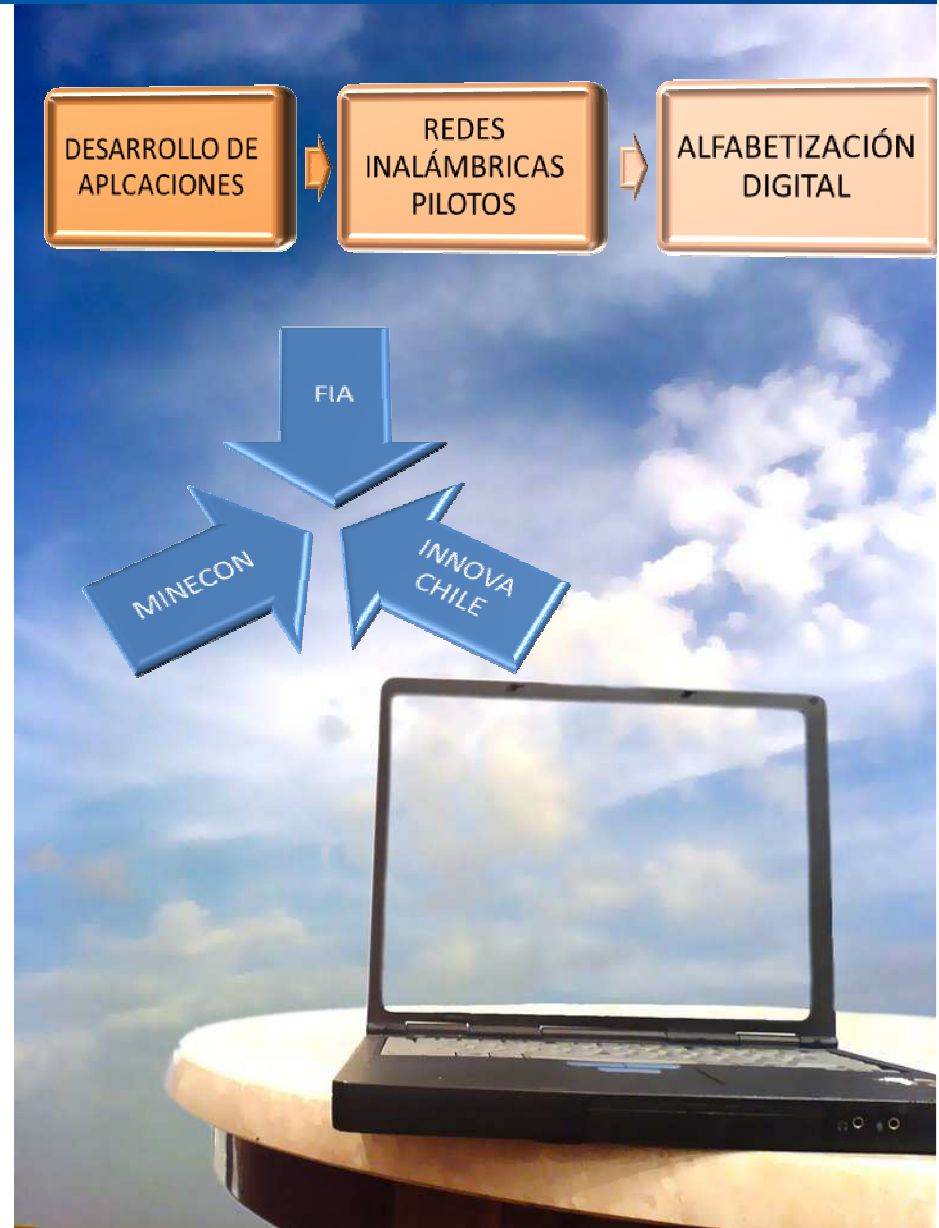 DESARROLLO DE
APLCACIONES
REDES
INALÁMBRICAS
PILOTOS
ALFABETIZACIÓN
DIGITAL
FIA
MINECON
INNOVA
CHILE